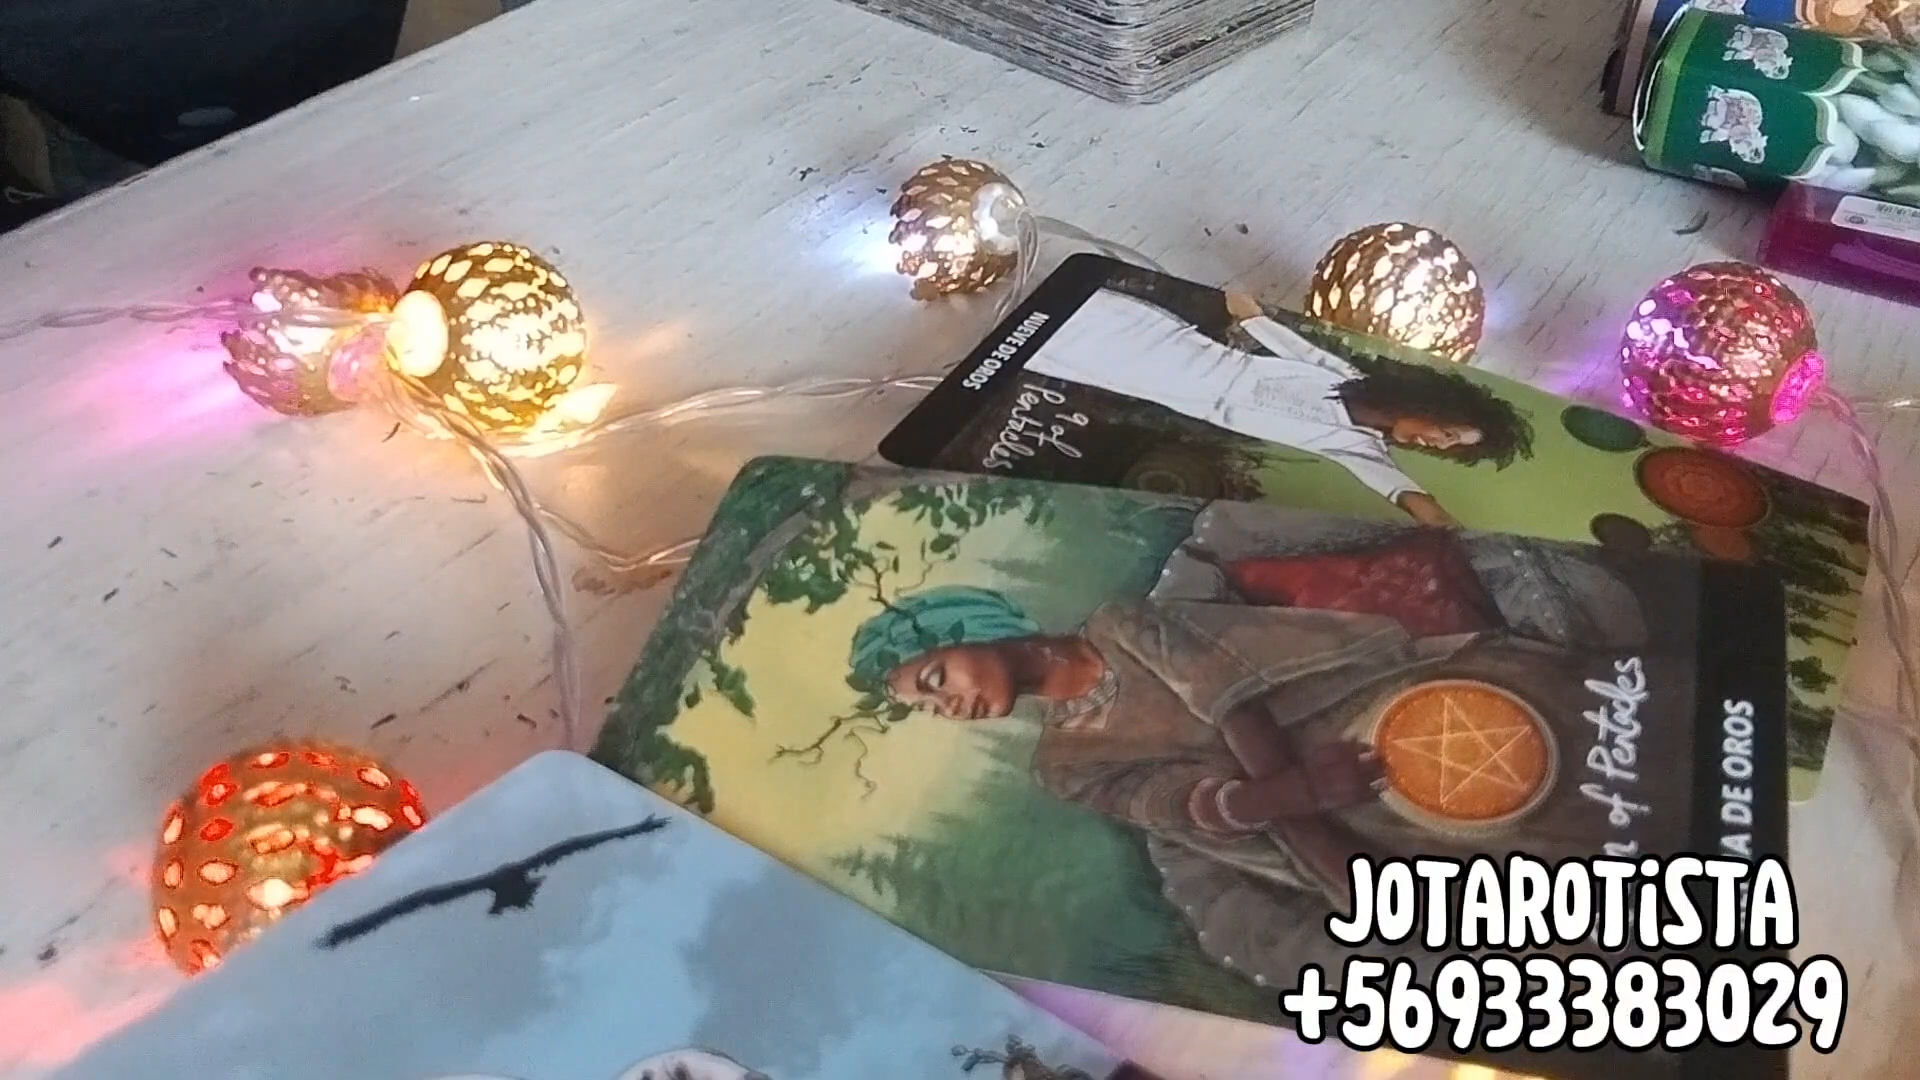 NUEVE DE OROS
9 of
Pentacles
of Pentacles
DE OROS
JOTAROTiSTA
+56933383029